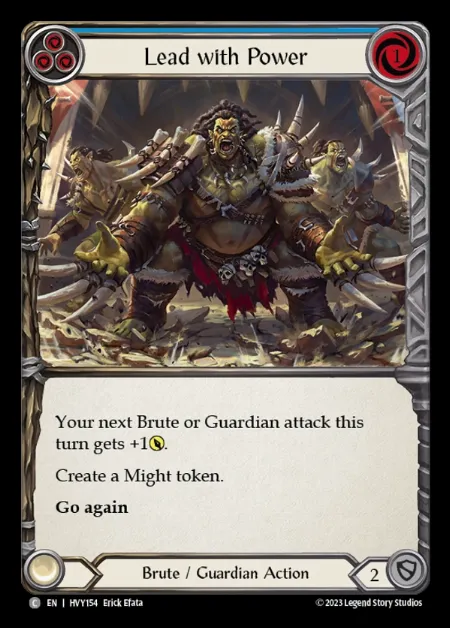 Lead with Power
1
Your next Brute or Guardian attack this
turn gets +1.
Create a Might token.
Go again
Brute / Guardian Action
2
C EN | HVY154 Erick Efata
© 2023 Legend Story Studios